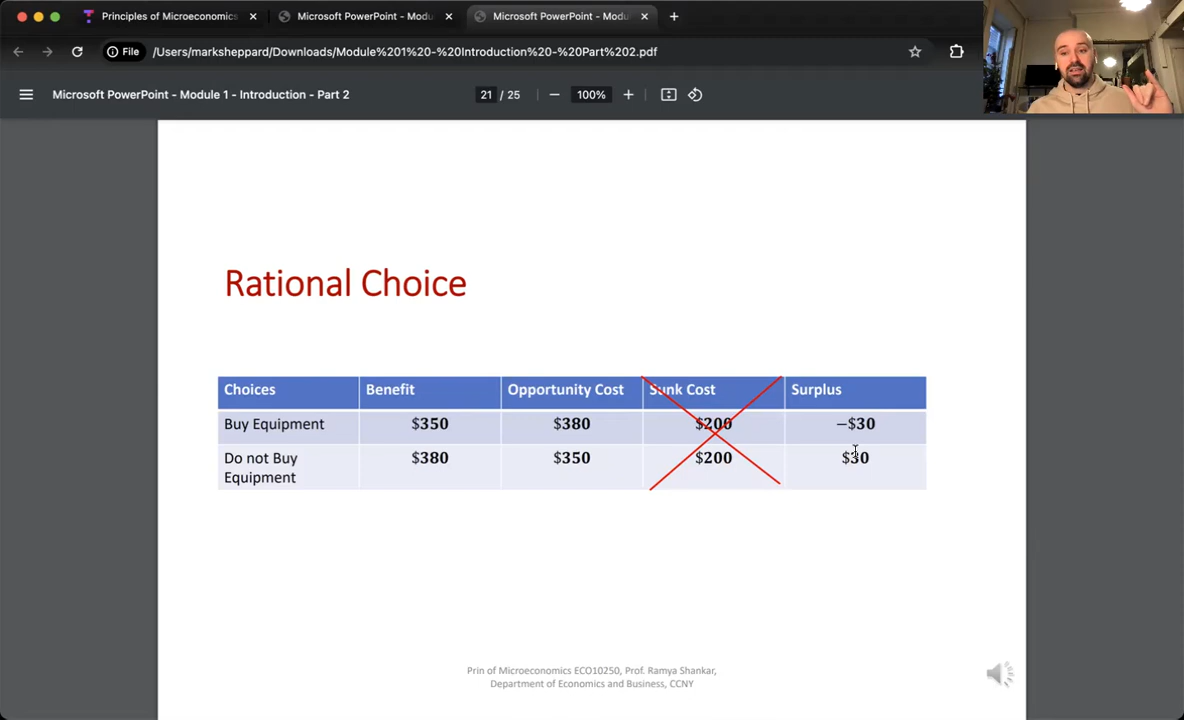 Principles of Microeconomics
Microsoft PowerPoint - Modu
Microsoft PowerPoint - Modu
File /Users/marksheppard/Downloads/Module%201%20-%20Introduction%20-%20Part%202.pdf
Microsoft PowerPoint - Module 1 - Introduction - Part 2
21 / 25
100%
Rational Choice
Choices Benefit Opportunity Cost Sunk Cost Surplus
Buy Equipment $350 $380 $200 −$30
Do not Buy $380 $350 $200 $30
Equipment
Prin of Microeconomics ECO10250, Prof. Ramya Shankar,
Department of Economics and Business, CCNY